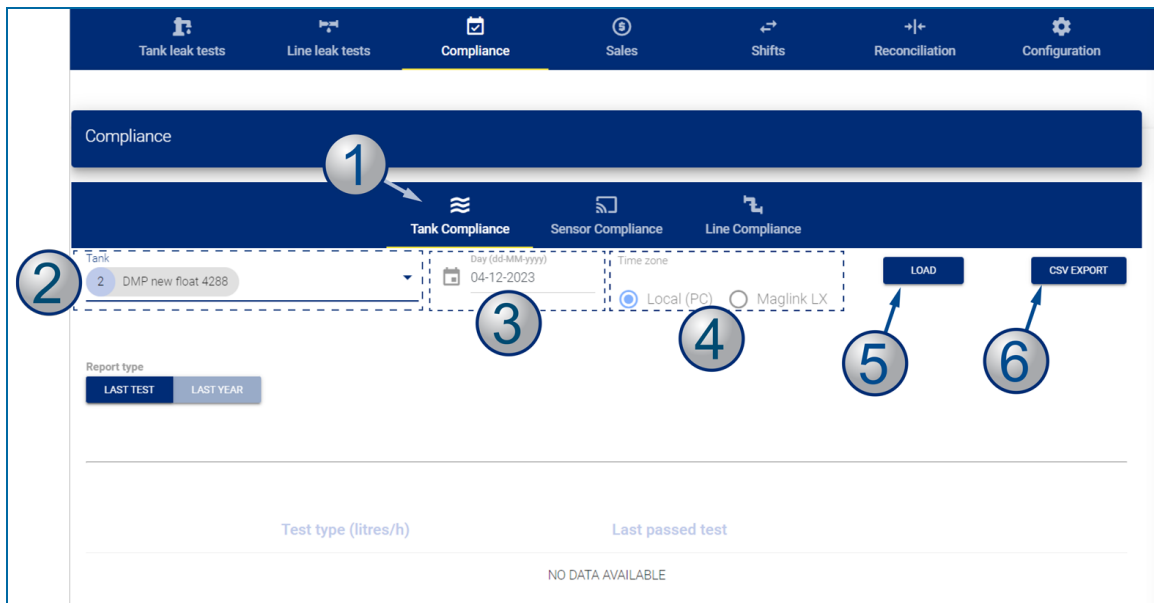 Tank leak tests Line leak tests Compliance Sales Shifts Reconciliation Configuration
Compliance
1
Tank Compliance Sensor Compliance Line Compliance
Tank Day (dd-MM-yyyy) Time zone
2 2 DMP new float 4288 04-12-2023 LOAD CSV EXPORT
Local (PC) Maglink LX
3 4 5 6
Report type
LAST TEST LAST YEAR
Test type (litres/h) Last passed test
NO DATA AVAILABLE